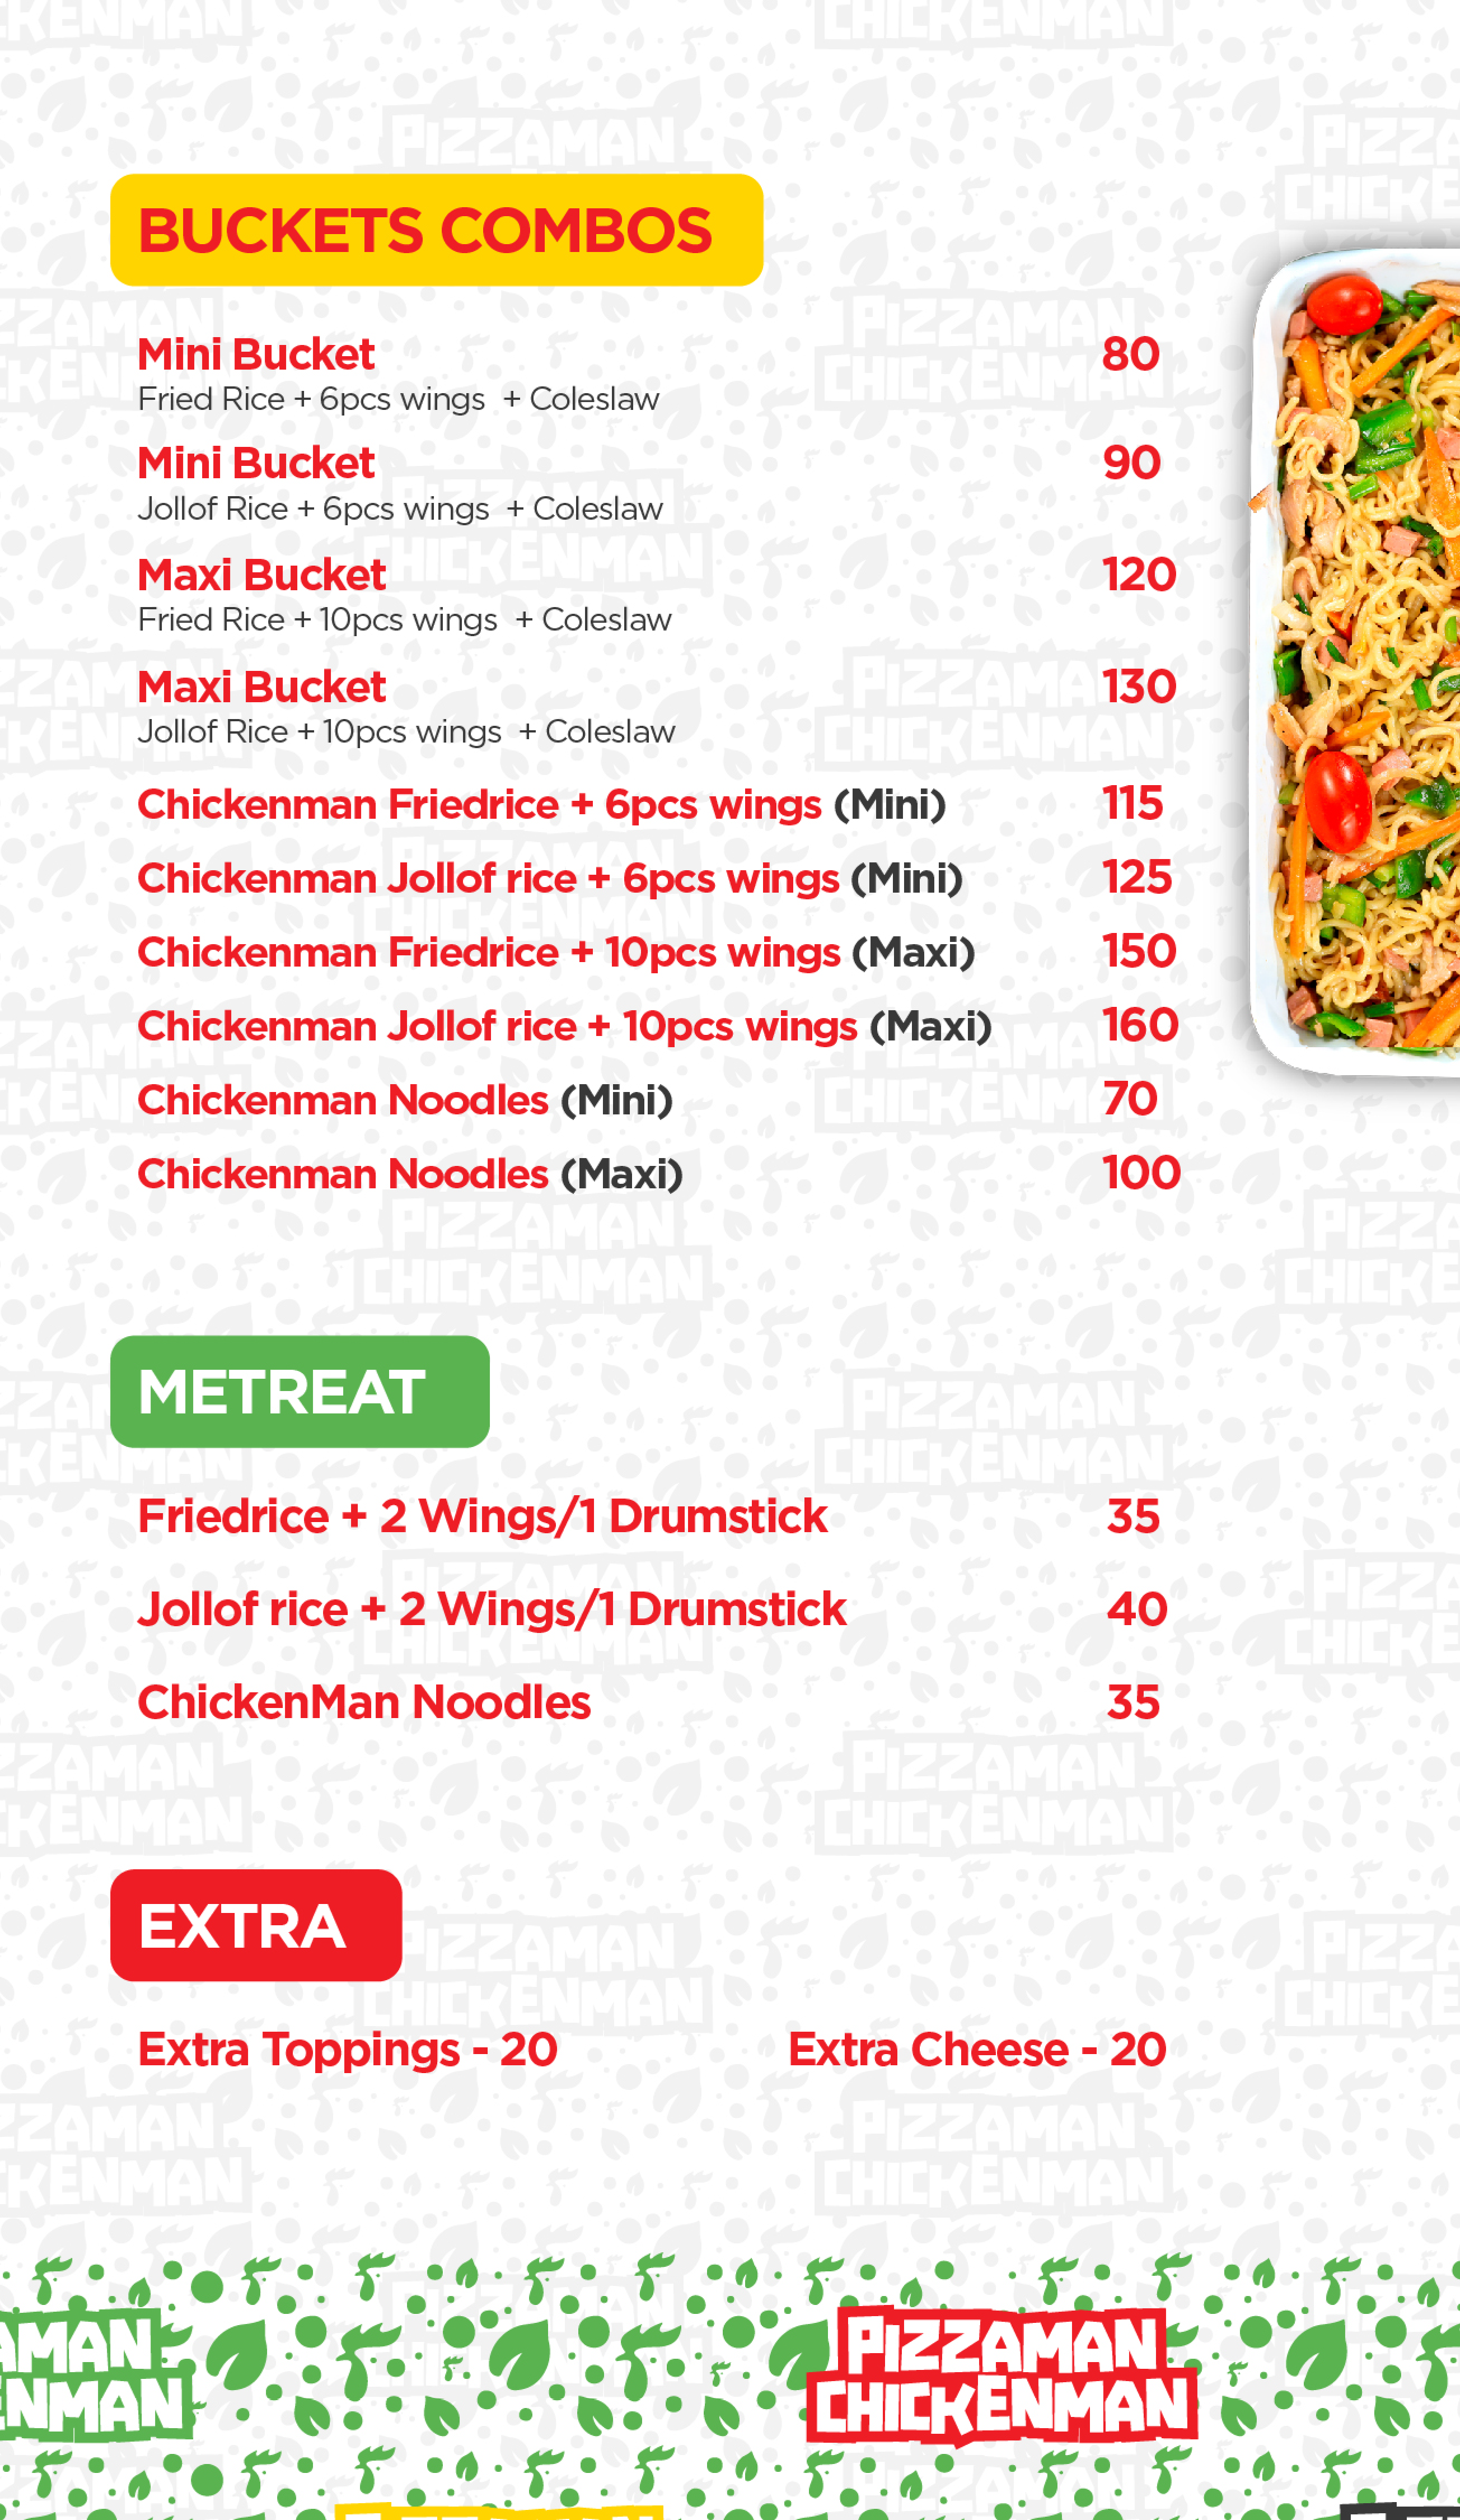 BUCKETS COMBOS
Mini Bucket 80
Fried Rice + 6pcs wings + Coleslaw
Mini Bucket 90
Jollof Rice + 6pcs wings + Coleslaw
Maxi Bucket 120
Fried Rice + 10pcs wings + Coleslaw
Maxi Bucket 130
Jollof Rice + 10pcs wings + Coleslaw
Chickenman Friedrice + 6pcs wings (Mini) 115
Chickenman Jollof rice + 6pcs wings (Mini) 125
Chickenman Friedrice + 10pcs wings (Maxi) 150
Chickenman Jollof rice + 10pcs wings (Maxi) 160
Chickenman Noodles (Mini) 70
Chickenman Noodles (Maxi) 100
METREAT
Friedrice + 2 Wings/1 Drumstick 35
Jollof rice + 2 Wings/1 Drumstick 40
ChickenMan Noodles 35
EXTRA
Extra Toppings - 20 Extra Cheese - 20
PIZZAMAN
CHICKENMAN